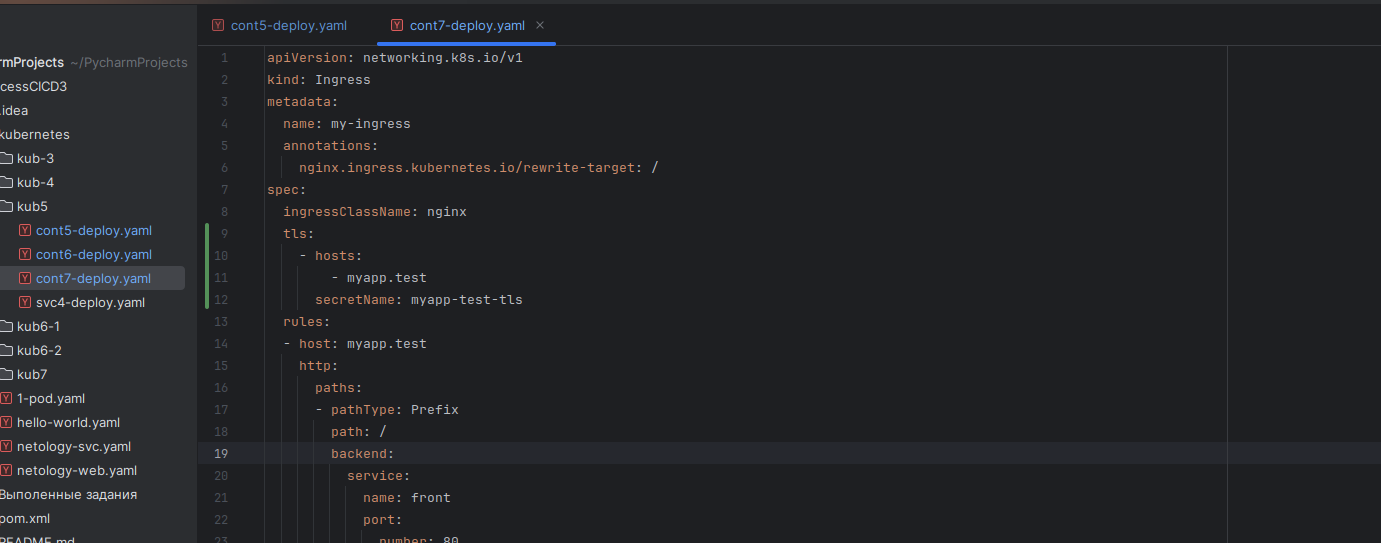 cont5-deploy.yaml
cont7-deploy.yaml
rmProjects ~/PycharmProjects
cessCICD3
.idea
kubernetes
kub-3
kub-4
kub5
cont5-deploy.yaml
cont6-deploy.yaml
cont7-deploy.yaml
svc4-deploy.yaml
kub6-1
kub6-2
kub7
1-pod.yaml
hello-world.yaml
netology-svc.yaml
netology-web.yaml
Выполенные задания
pom.xml
README.md
1 apiVersion: networking.k8s.io/v1
2 kind: Ingress
3 metadata:
4 name: my-ingress
5 annotations:
6 nginx.ingress.kubernetes.io/rewrite-target: /
7 spec:
8 ingressClassName: nginx
9 tls:
10 - hosts:
11 - myapp.test
12 secretName: myapp-test-tls
13 rules:
14 - host: myapp.test
15 http:
16 paths:
17 - pathType: Prefix
18 path: /
19 backend:
20 service:
21 name: front
22 port:
23 number: 80